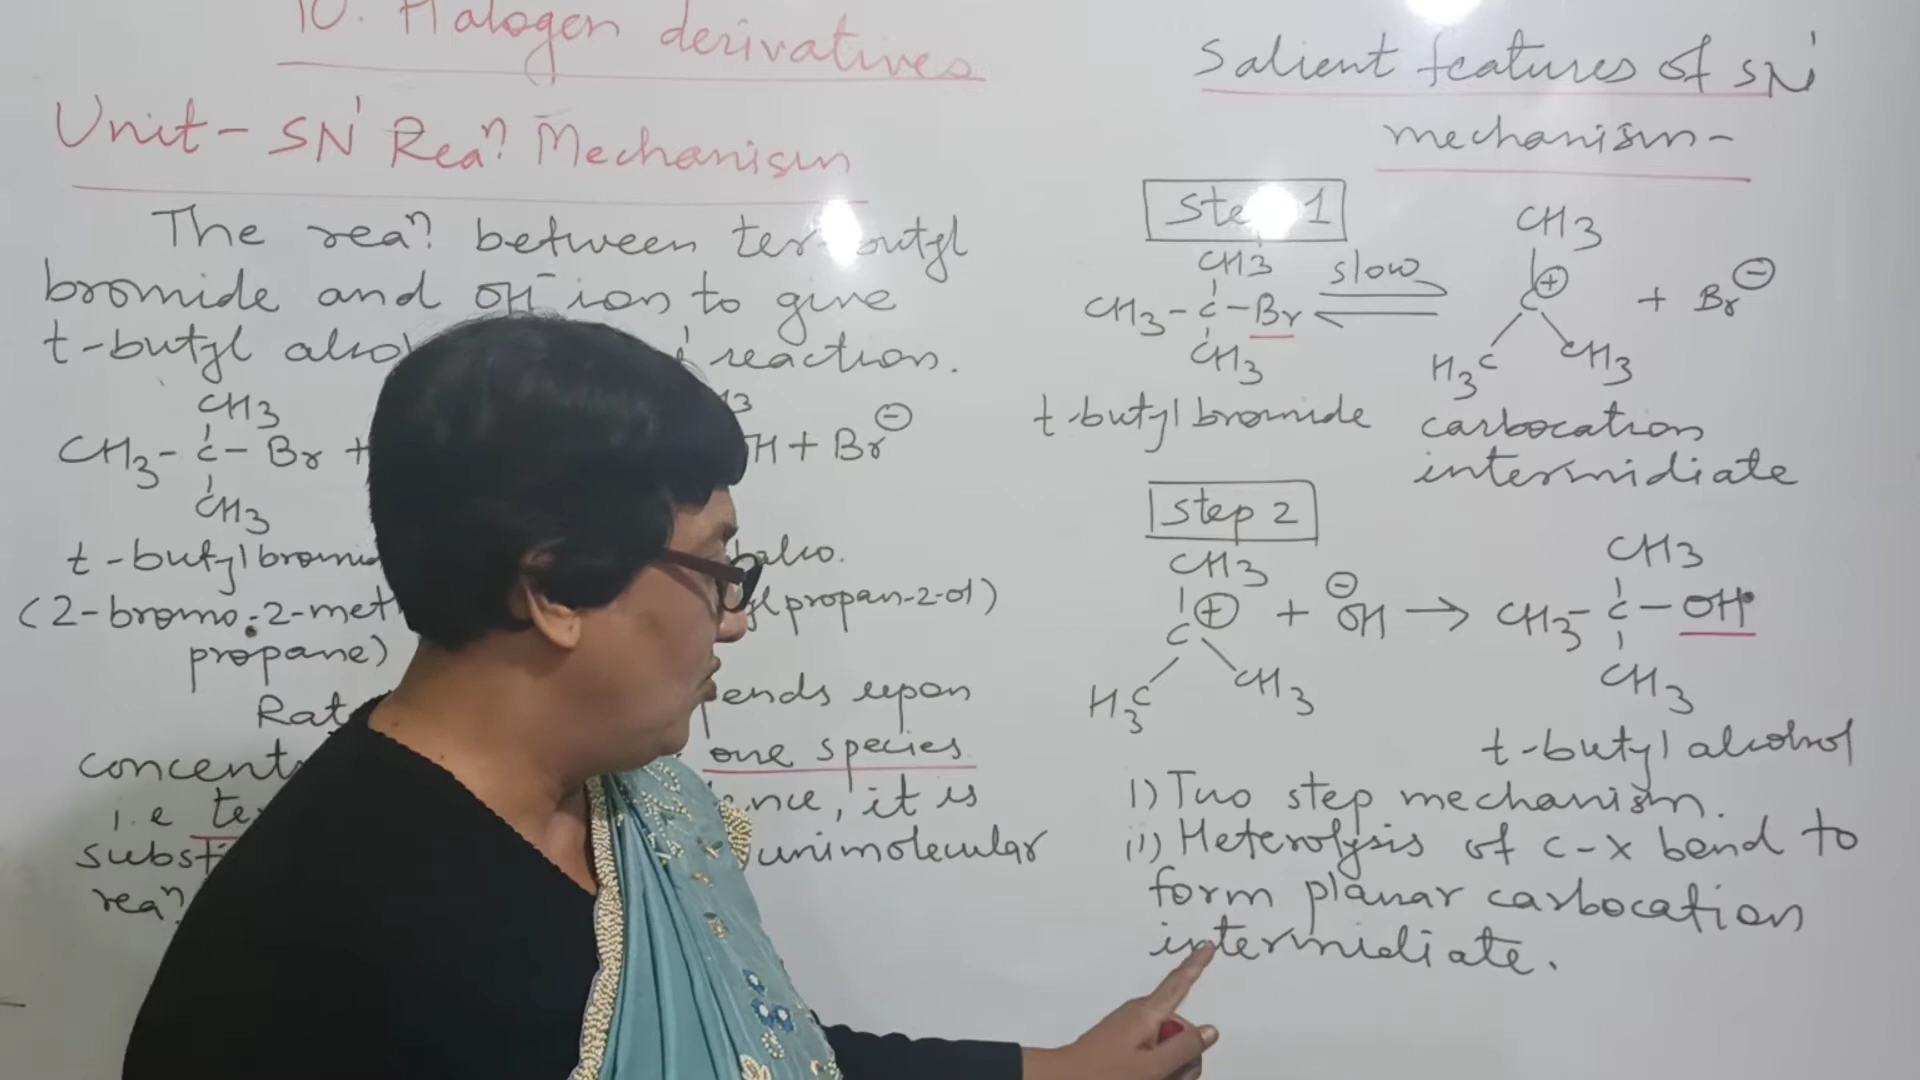 10. Halogen derivatives
Unit - SN1 Rean Mechanism
The rean between ter-butyl
bromide and OH- ion to give
t-butyl alco reaction.
CH3
CH3 - C - Br +
CH3
H + Br⊖
t-butyl bromi alco.
(2-bromo-2-met propan-2-ol)
propane)
Rat ends upon
concent one species
i.e te it is
subst unimolecular
rean
Salient features of SN1
mechanism -
Step 1
CH3
CH3 - C - Br slow ⇌
CH3
CH3
C⊕ + Br⊖
H3C CH3
t-butyl bromide
carbocation
intermidiate
Step 2
CH3
C⊕ + ⊖OH →
H3C CH3
CH3
CH3 - C - OH
CH3
t-butyl alcohol
i) Two step mechanism.
ii) Heterolysis of C-X bond to
form planar carbocation
intermidiate.